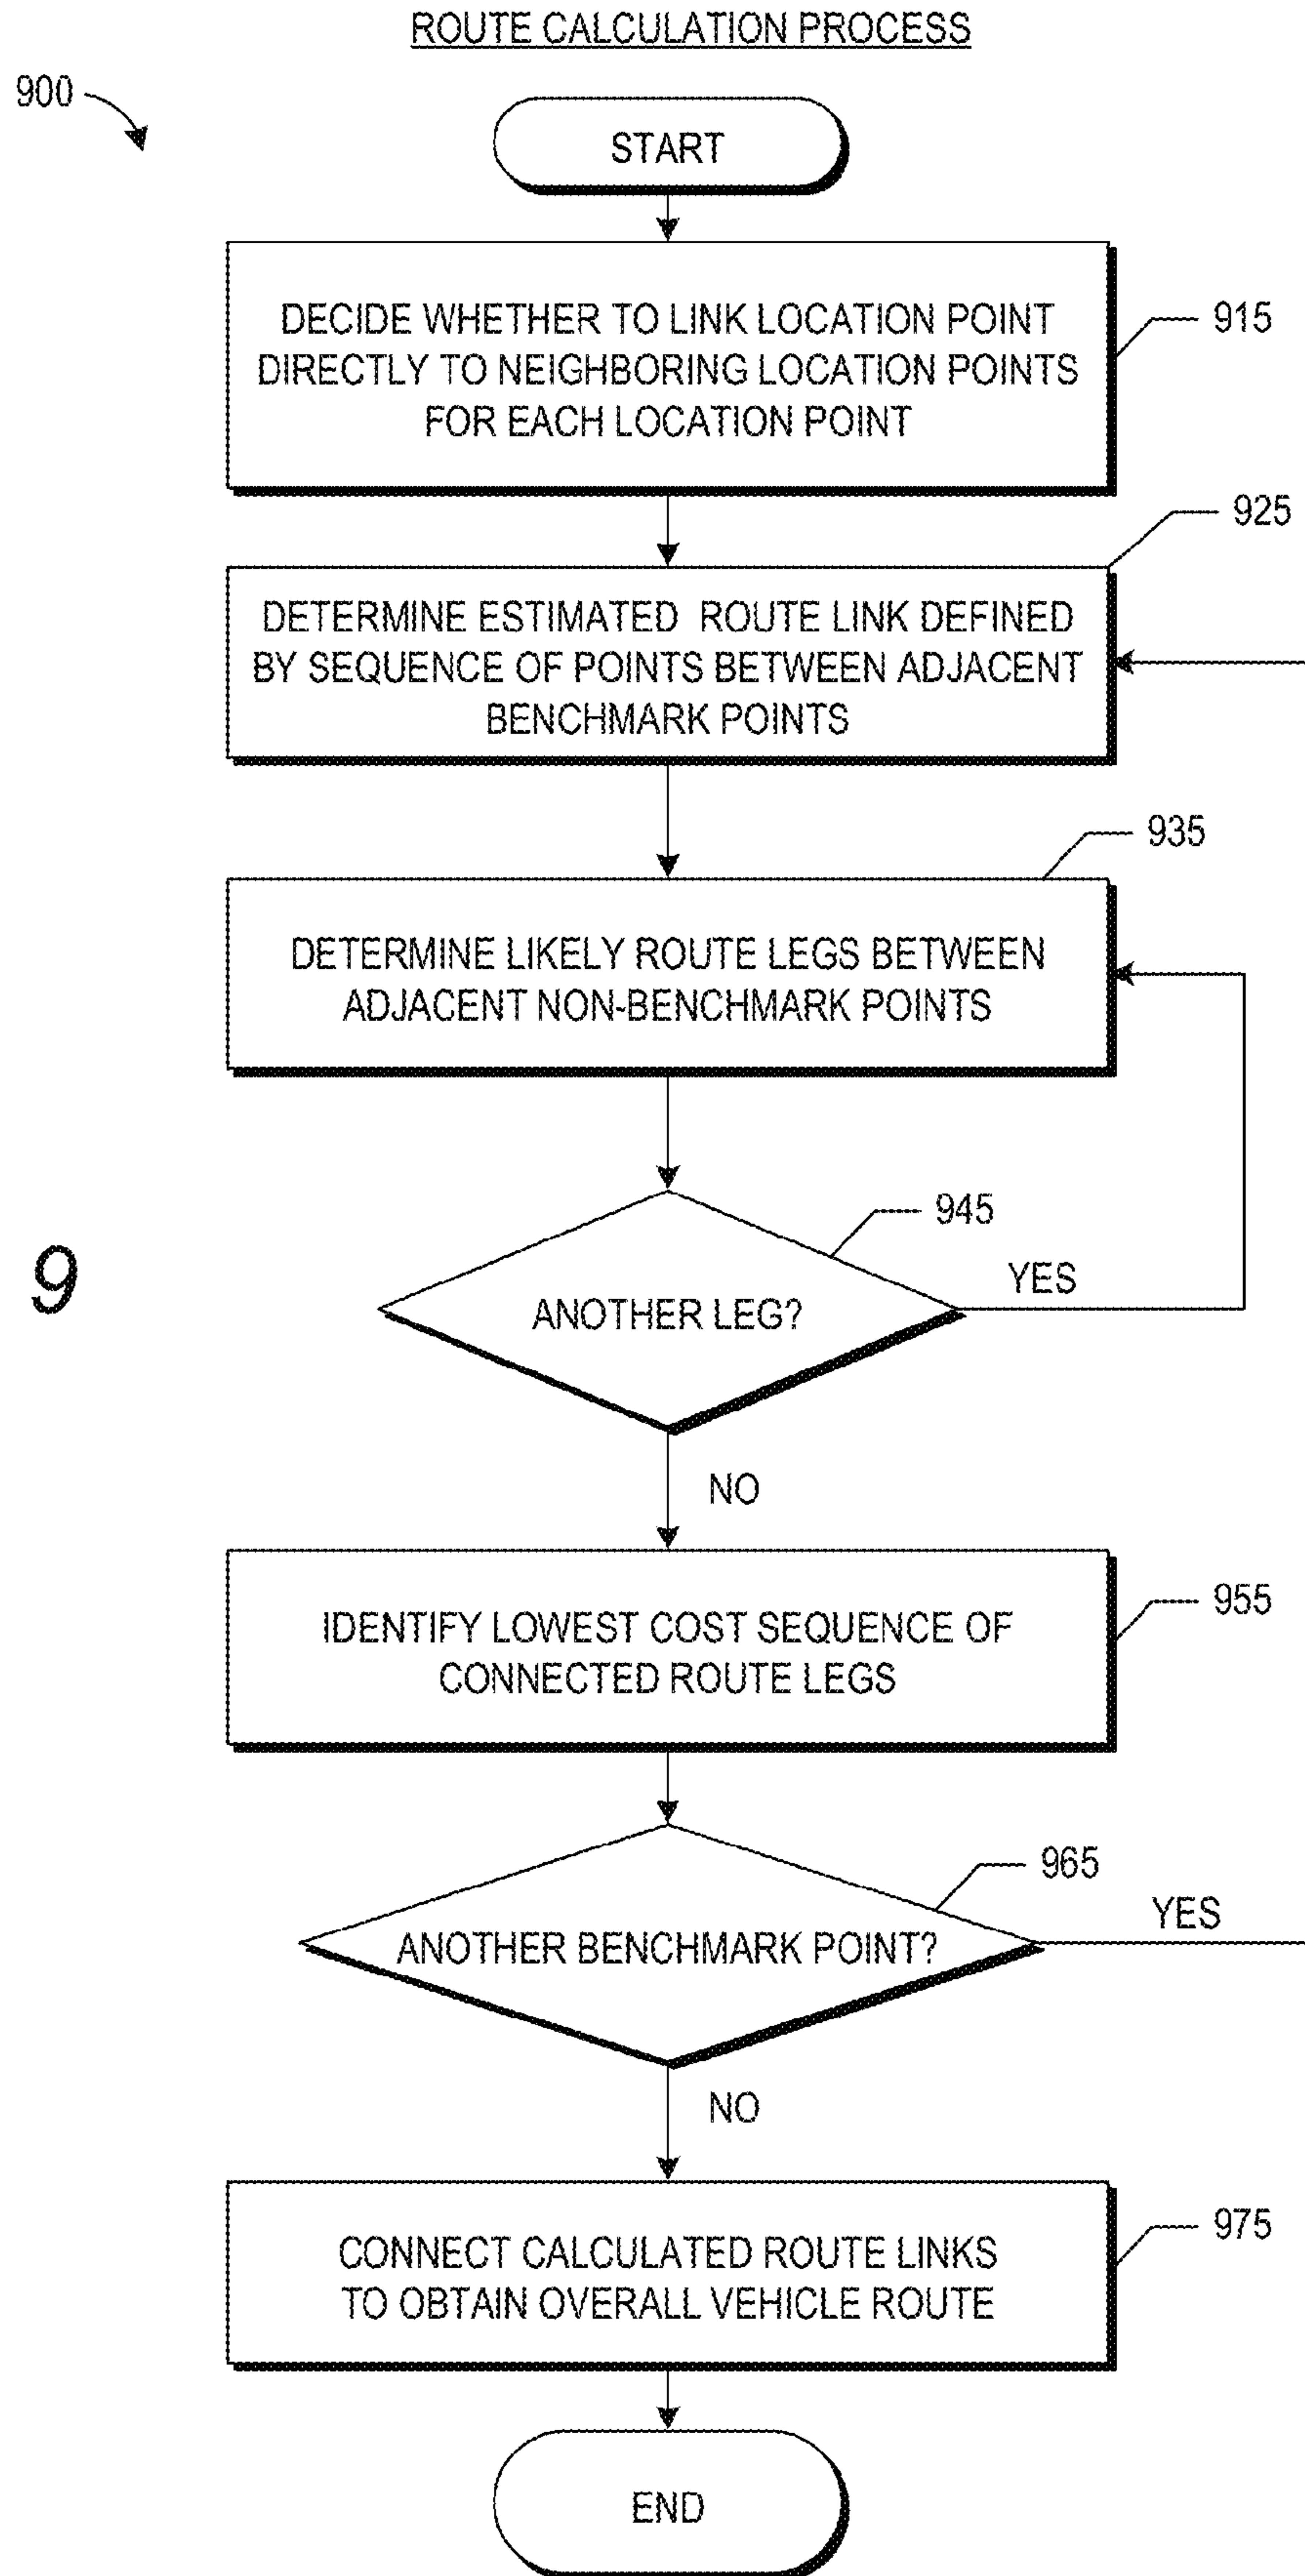 ROUTE CALCULATION PROCESS
900
START
DECIDE WHETHER TO LINK LOCATION POINT
DIRECTLY TO NEIGHBORING LOCATION POINTS
FOR EACH LOCATION POINT
915
925
DETERMINE ESTIMATED ROUTE LINK DEFINED
BY SEQUENCE OF POINTS BETWEEN ADJACENT
BENCHMARK POINTS
935
DETERMINE LIKELY ROUTE LEGS BETWEEN
ADJACENT NON-BENCHMARK POINTS
945
9
YES
ANOTHER LEG?
NO
IDENTIFY LOWEST COST SEQUENCE OF
CONNECTED ROUTE LEGS
955
965
YES
ANOTHER BENCHMARK POINT?
NO
CONNECT CALCULATED ROUTE LINKS
TO OBTAIN OVERALL VEHICLE ROUTE
975
END